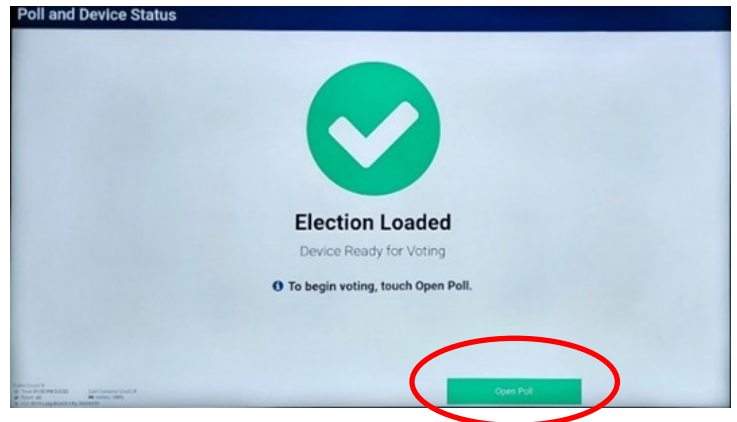 Poll and Device Status
Election Loaded
Device Ready for Voting
To begin voting, touch Open Poll.
Open Poll